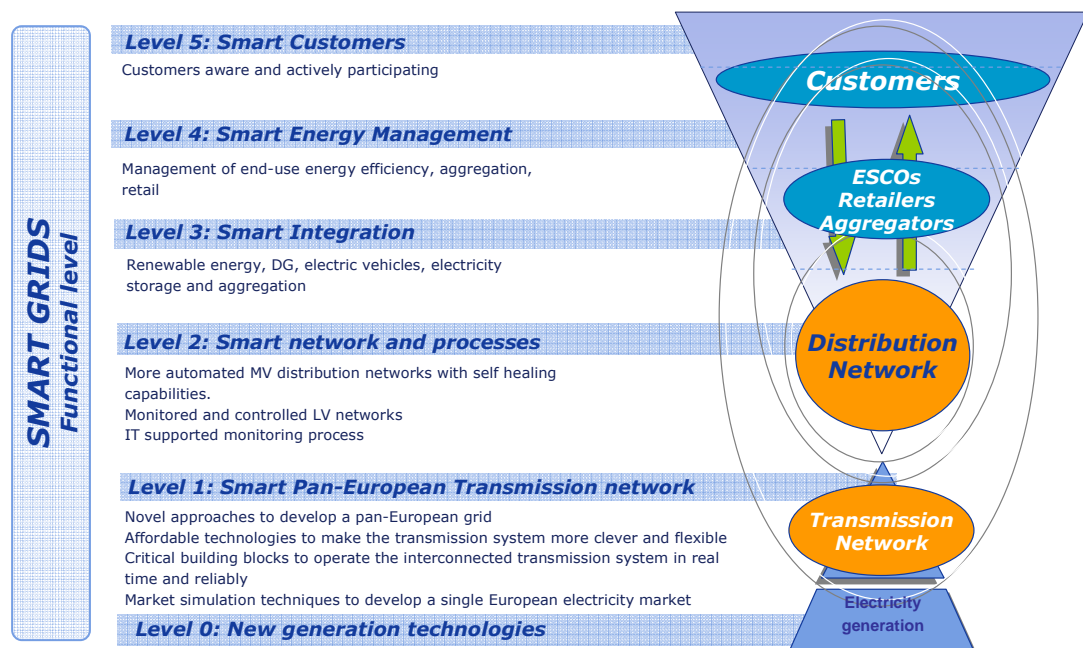 SMART GRIDS
Functional level
Level 5: Smart Customers
Customers aware and actively participating
Level 4: Smart Energy Management
Management of end-use energy efficiency, aggregation,
retail
Level 3: Smart Integration
Renewable energy, DG, electric vehicles, electricity
storage and aggregation
Level 2: Smart network and processes
More automated MV distribution networks with self healing
capabilities.
Monitored and controlled LV networks
IT supported monitoring process
Level 1: Smart Pan-European Transmission network
Novel approaches to develop a pan-European grid
Affordable technologies to make the transmission system more clever and flexible
Critical building blocks to operate the interconnected transmission system in real
time and reliably
Market simulation techniques to develop a single European electricity market
Level 0: New generation technologies
Customers
ESCOs
Retailers
Aggregators
Distribution
Network
Transmission
Network
Electricity
generation